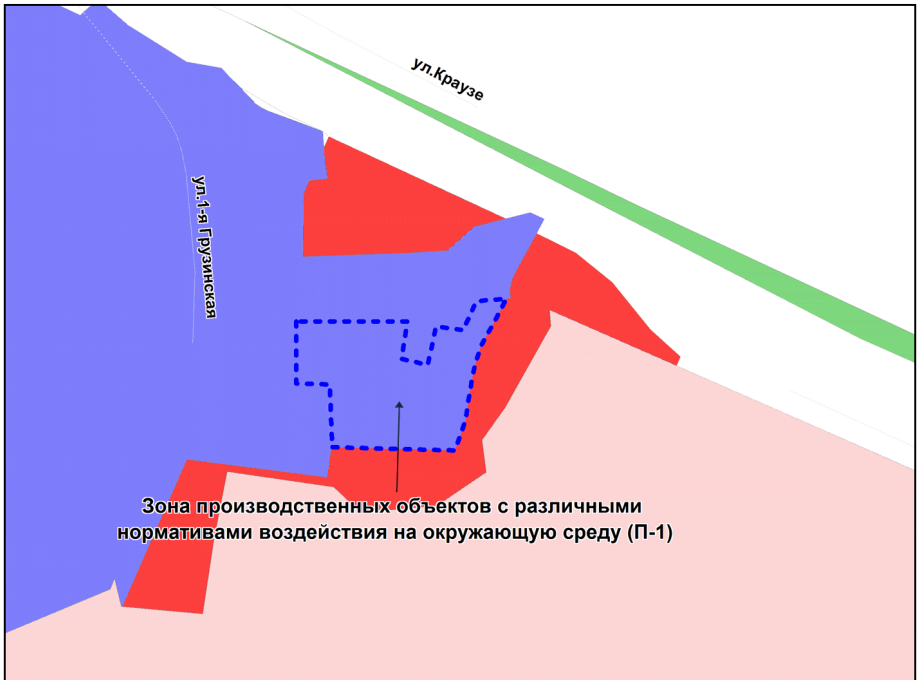 ул.Краузе
ул.1-я Грузинская
Зона производственных объектов с различными
нормативами воздействия на окружающую среду (П-1)